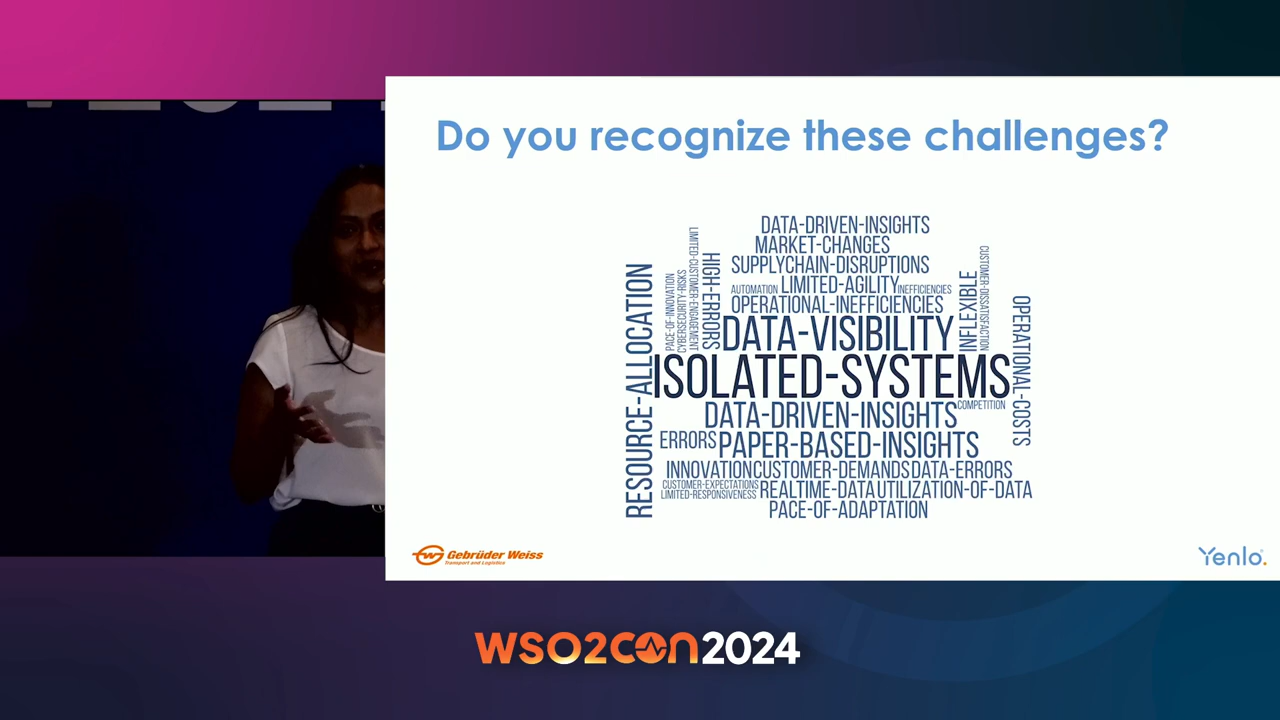 Do you recognize these challenges?
DATA-DRIVEN-INSIGHTS
MARKET-CHANGES
SUPPLYCHAIN-DISRUPTIONS
AUTOMATION LIMITED-AGILITY INEFFICIENCIES
OPERATIONAL-INEFFICIENCIES
DATA-VISIBILITY
ISOLATED-SYSTEMS
RESOURCE-ALLOCATION
PACE-OF-INNOVATION
CYBERSECURITY-RISKS
LIMITED-CUSTOMER-ENGAGEMENT
HIGH-ERRORS
INFLEXIBLE
CUSTOMER-DISSATISFACTION
OPERATIONAL-COSTS
DATA-DRIVEN-INSIGHTS COMPETITION
ERRORS PAPER-BASED-INSIGHTS
INNOVATION CUSTOMER-DEMANDS DATA-ERRORS
CUSTOMER-EXPECTATIONS
LIMITED-RESPONSIVENESS
REALTIME-DATA UTILIZATION-OF-DATA
PACE-OF-ADAPTATION
Gebrüder Weiss
Transport and Logistics
Yenlo.
WSO2CON2024